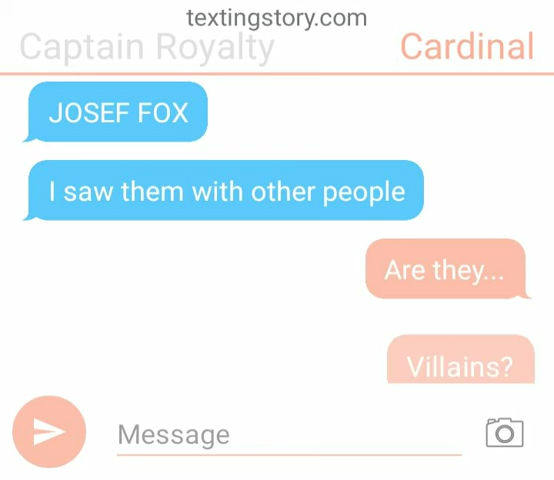 textingstory.com
Captain Royalty
Cardinal
JOSEF FOX
I saw them with other people
Are they...
Villains?
Message